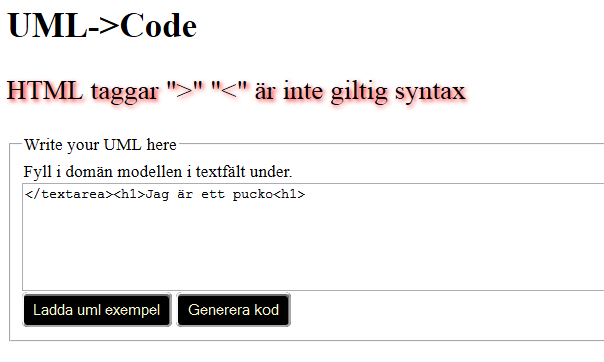 UML->Code
HTML taggar ">" "<" är inte giltig syntax
Write your UML here
Fyll i domän modellen i textfält under.
</textarea><h1>Jag är ett pucko<h1>
Ladda uml exempel Generera kod